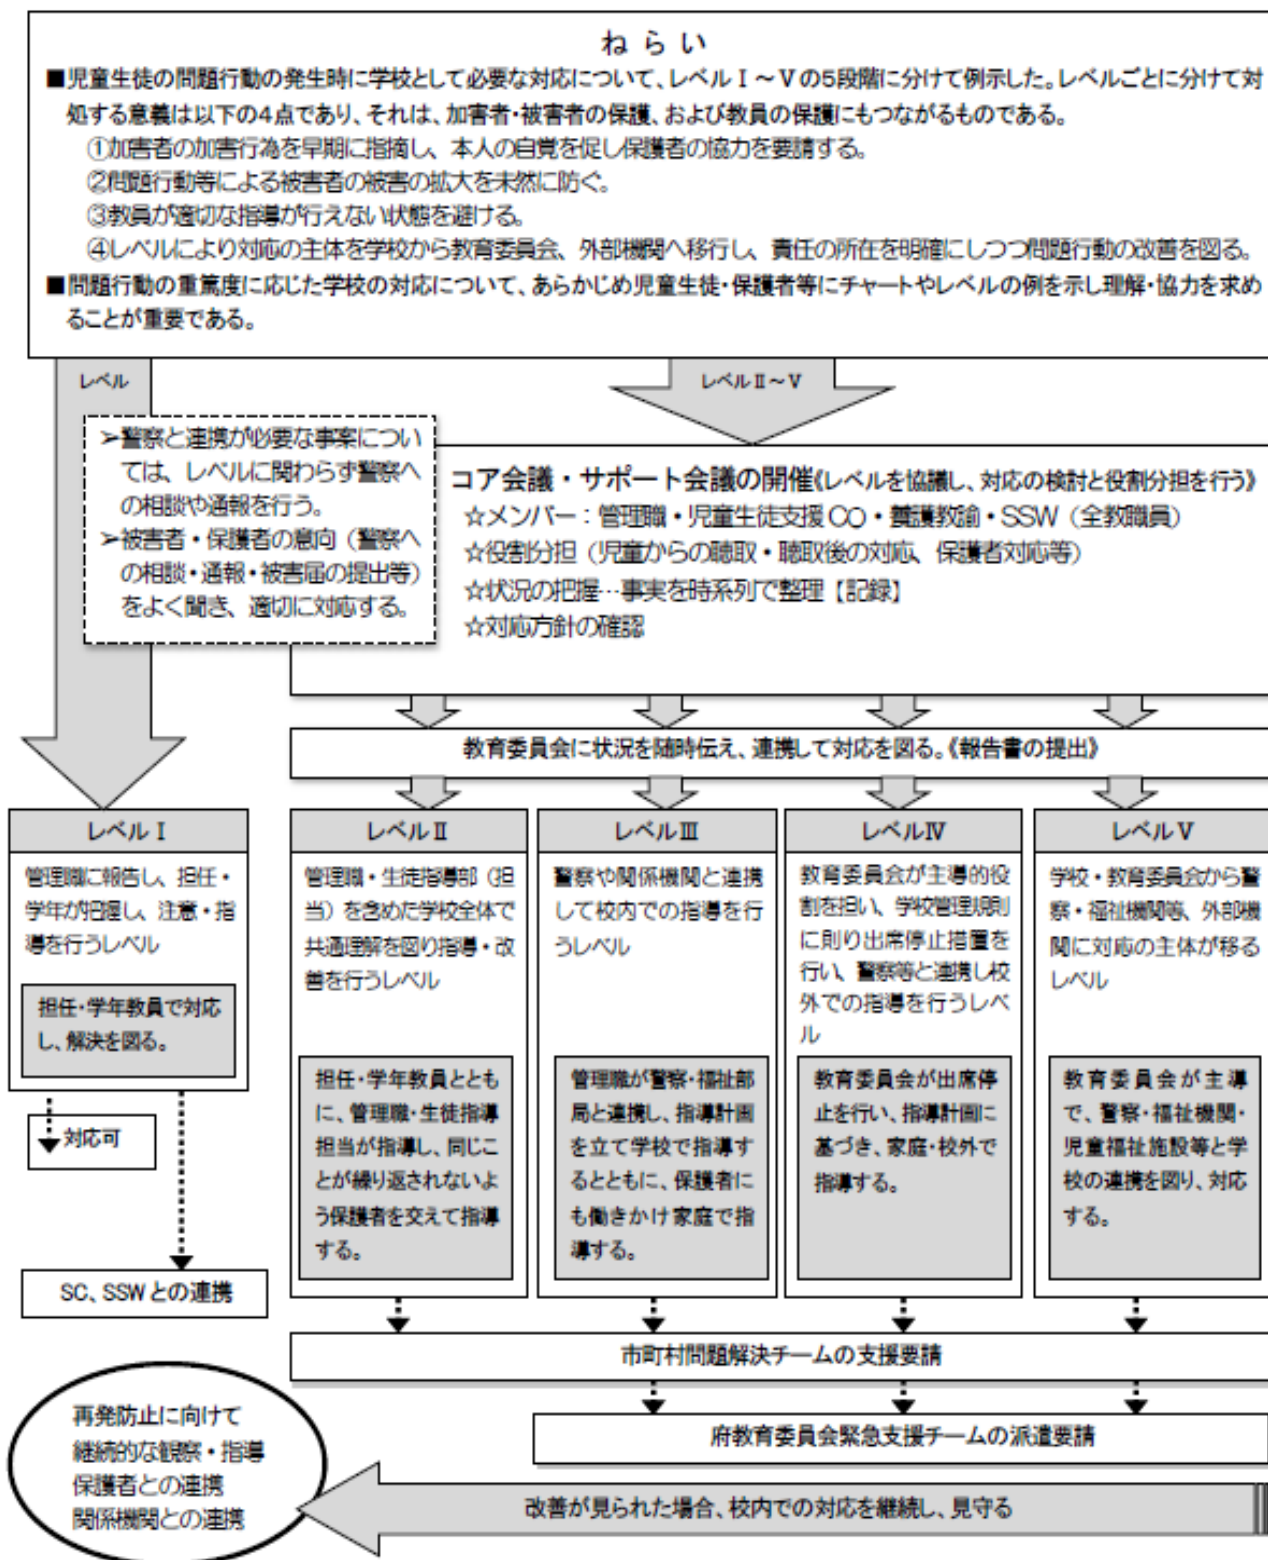 ねらい
■児童生徒の問題行動の発生時に学校として必要な対応について、レベルⅠ～Ⅴの5段階に分けて例示した。レベルごとに分けて対
処する意義は以下の4点であり、それは、加害者・被害者の保護、および教員の保護にもつながるものである。
①加害者の加害行為を早期に指摘し、本人の自覚を促し保護者の協力を要請する。
②問題行動等による被害者の被害の拡大を未然に防ぐ。
③教員が適切な指導が行えない状態を避ける。
④レベルにより対応の主体を学校から教育委員会、外部機関へ移行し、責任の所在を明確にしつつ問題行動の改善を図る。
■問題行動の重篤度に応じた学校の対応について、あらかじめ児童生徒・保護者等にチャートやレベルの例を示し理解・協力を求め
ることが重要である。
レベル
レベルⅡ～Ⅴ
➢警察と連携が必要な事案につい
ては、レベルに関わらず警察へ
の相談や通報を行う。
➢被害者・保護者の意向（警察へ
の相談・通報・被害届の提出等）
をよく聞き、適切に対応する。
コア会議・サポート会議の開催《レベルを協議し、対応の検討と役割分担を行う》
☆メンバー：管理職・児童生徒支援CO・養護教諭・SSW（全教職員）
☆役割分担（児童からの聴取・聴取後の対応、保護者対応等）
☆状況の把握…事実を時系列で整理【記録】
☆対応方針の確認
教育委員会に状況を随時伝え、連携して対応を図る。《報告書の提出》
レベルⅠ
管理職に報告し、担任・
学年が把握し、注意・指
導を行うレベル
担任・学年教員で対応
し、解決を図る。
対応可
SC、SSWとの連携
レベルⅡ
管理職・生徒指導部（担
当）を含めた学校全体で
共通理解を図り指導・改
善を行うレベル
担任・学年教員ととも
に、管理職・生徒指導
担当が指導し、同じこ
とが繰り返されないよ
う保護者を交えて指導
する。
レベルⅢ
警察や関係機関と連携
して校内での指導を行
うレベル
管理職が警察・福祉部
局と連携し、指導計画
を立て学校で指導す
るとともに、保護者に
も働きかけ家庭で指
導する。
レベルⅣ
教育委員会が主導的役
割を担い、学校管理規則
に則り出席停止措置を
行い、警察等と連携し校
外での指導を行うレベ
ル
教育委員会が出席停
止を行い、指導計画に
基づき、家庭・校外で
指導する。
レベルⅤ
学校・教育委員会から警
察・福祉機関等、外部機
関に対応の主体が移る
レベル
教育委員会が主導
で、警察・福祉機関・
児童福祉施設等と学
校の連携を図り、対応
する。
市町村問題解決チームの支援要請
府教育委員会緊急支援チームの派遣要請
再発防止に向けて
継続的な観察・指導
保護者との連携
関係機関との連携
改善が見られた場合、校内での対応を継続し、見守る